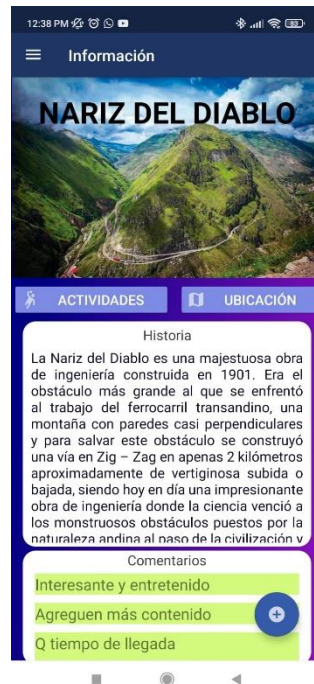 12:38 PM
Información
NARIZ DEL DIABLO
ACTIVIDADES
UBICACIÓN
Historia
La Nariz del Diablo es una majestuosa obra
de ingeniería construida en 1901. Era el
obstáculo más grande al que se enfrentó
al trabajo del ferrocarril transandino, una
montaña con paredes casi perpendiculares
y para salvar este obstáculo se construyó
una vía en Zig – Zag en apenas 2 kilómetros
aproximadamente de vertiginosa subida o
bajada, siendo hoy en día una impresionante
obra de ingeniería donde la ciencia venció a
los monstruosos obstáculos puestos por la
naturaleza andina al paso de la civilización y
Comentarios
Interesante y entretenido
Agreguen más contenido
Q tiempo de llegada